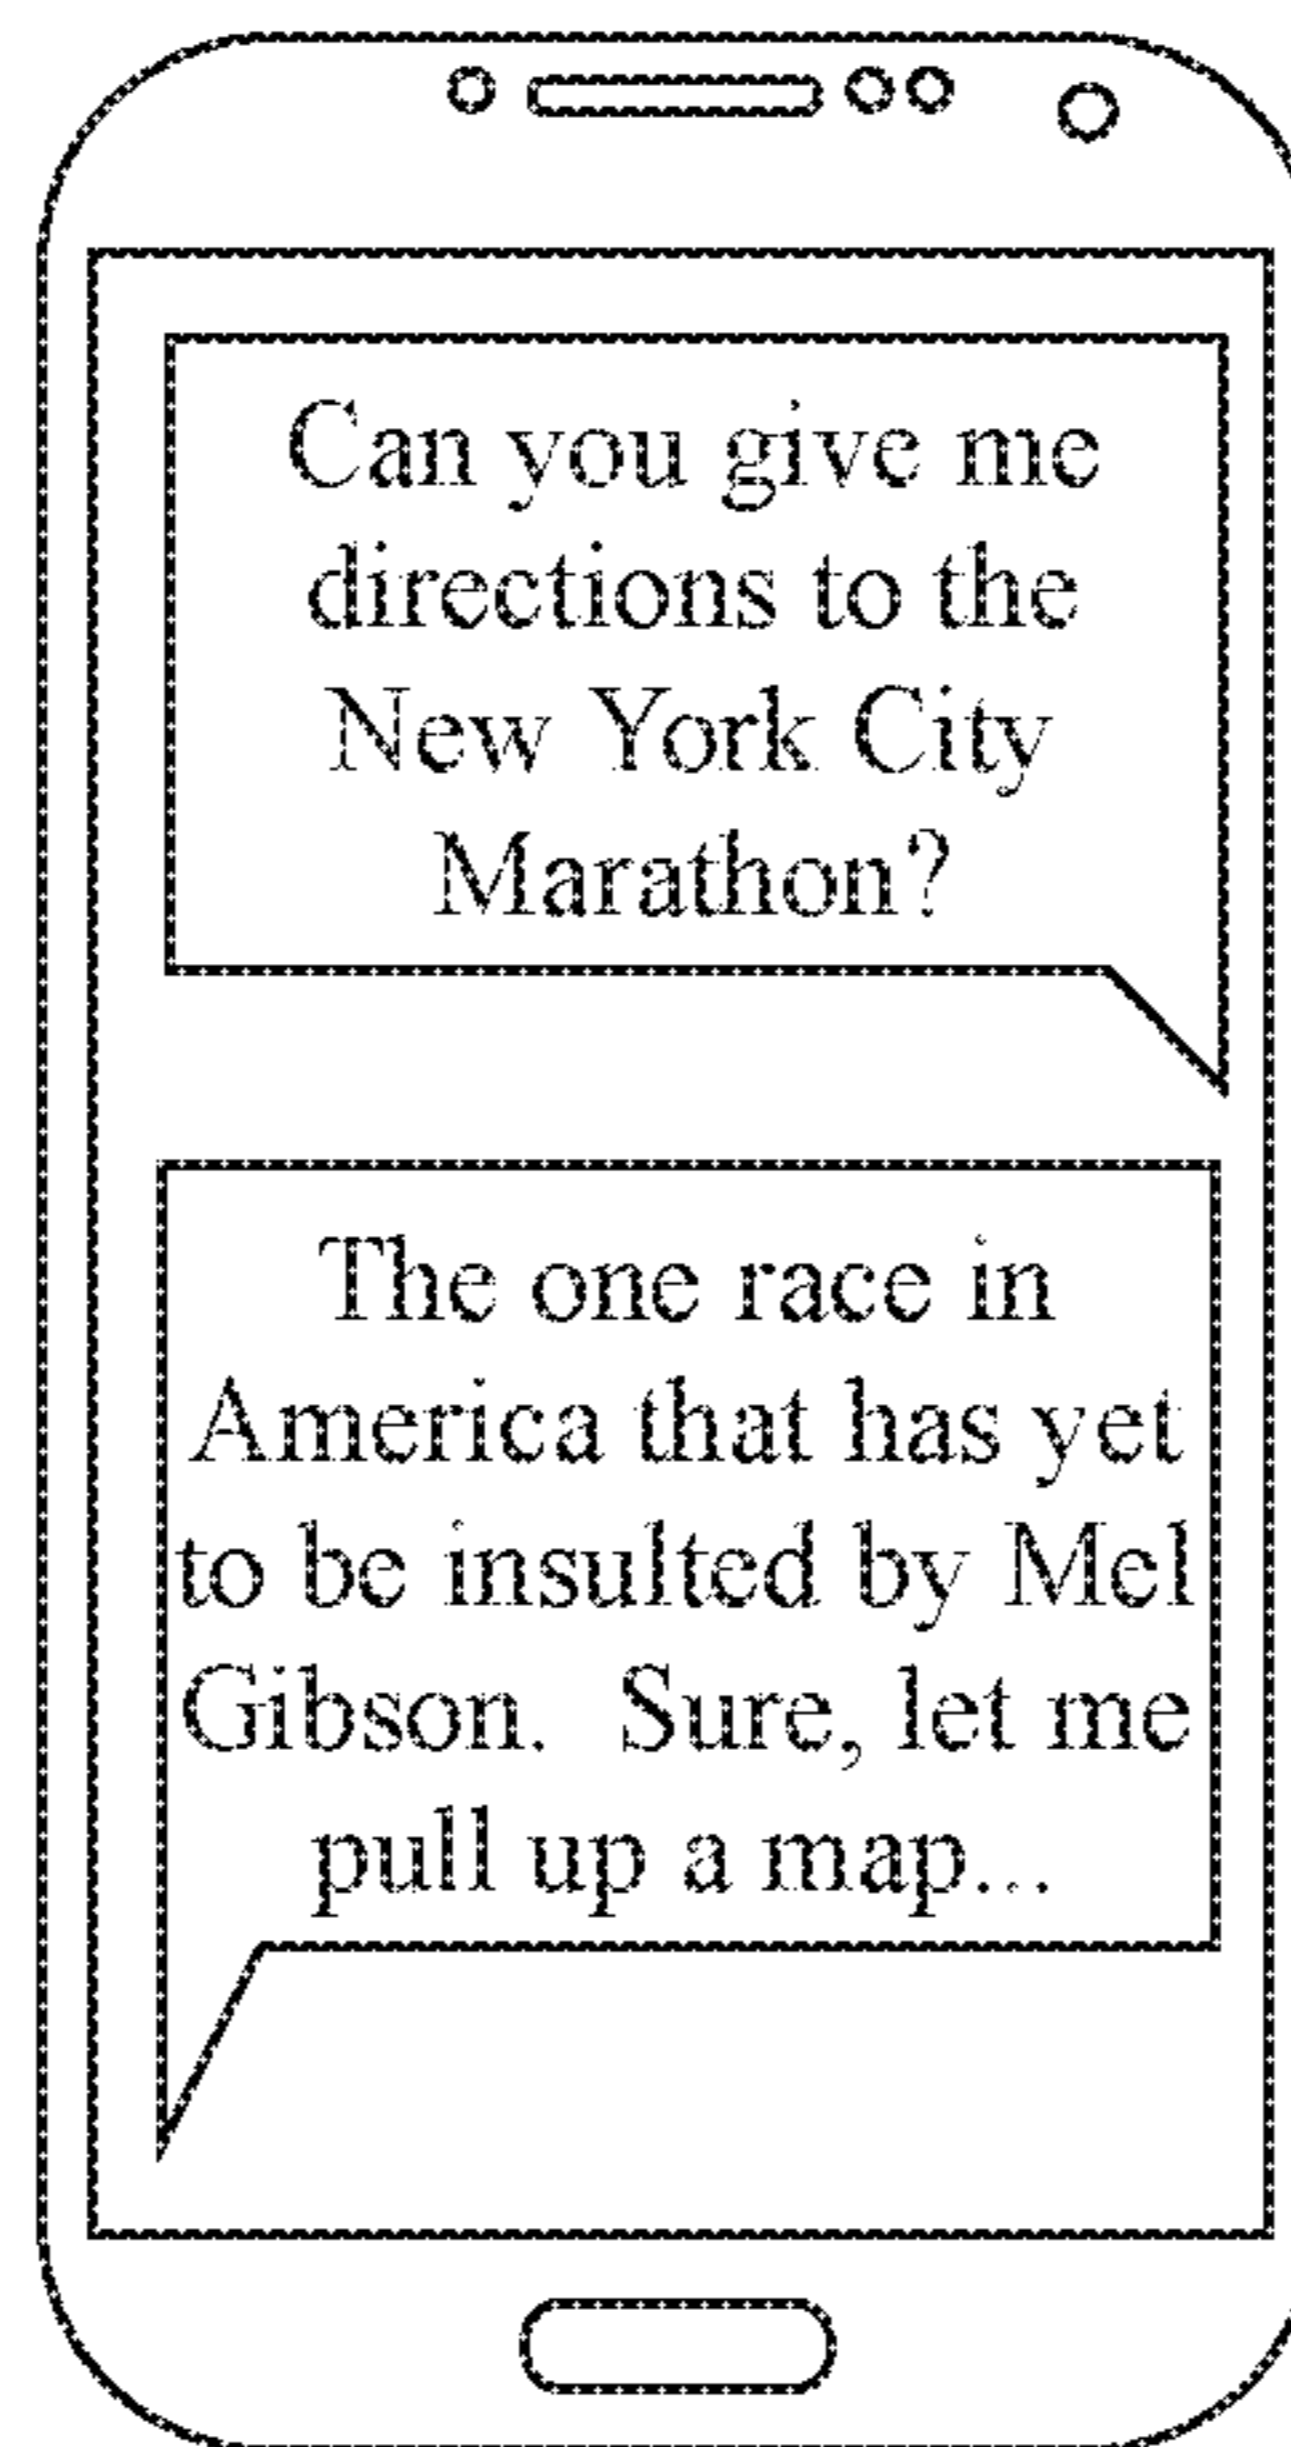 Can you give me
directions to the
New York City
Marathon?
The one race in
America that has yet
to be insulted by Mel
Gibson.  Sure, let me
pull up a map...